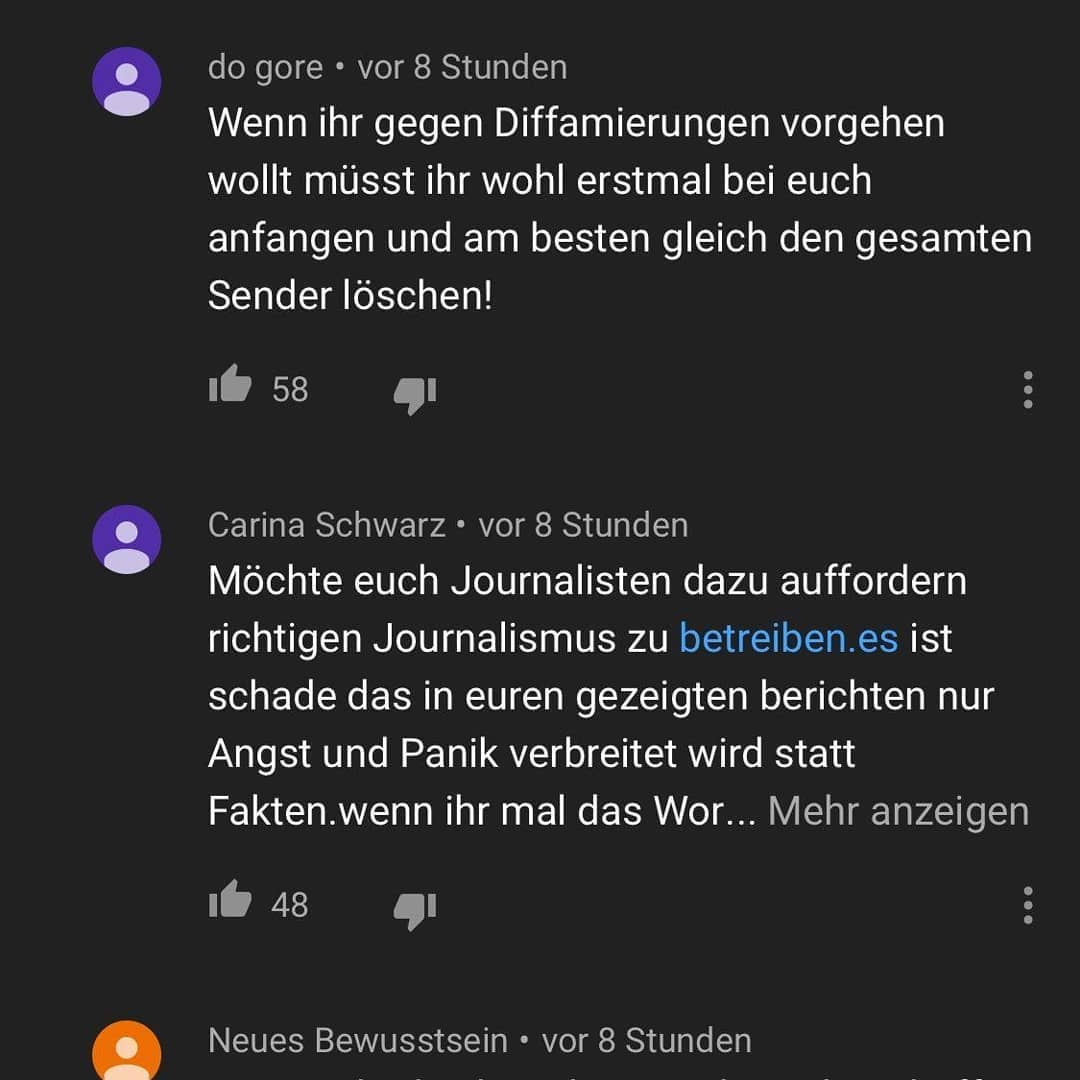 do gore • vor 8 Stunden
Wenn ihr gegen Diffamierungen vorgehen
wollt müsst ihr wohl erstmal bei euch
anfangen und am besten gleich den gesamten
Sender löschen!
58
Carina Schwarz • vor 8 Stunden
Möchte euch Journalisten dazu auffordern
richtigen Journalismus zu betreiben.es ist
schade das in euren gezeigten berichten nur
Angst und Panik verbreitet wird statt
Fakten.wenn ihr mal das Wor... Mehr anzeigen
48
Neues Bewusstsein • vor 8 Stunden